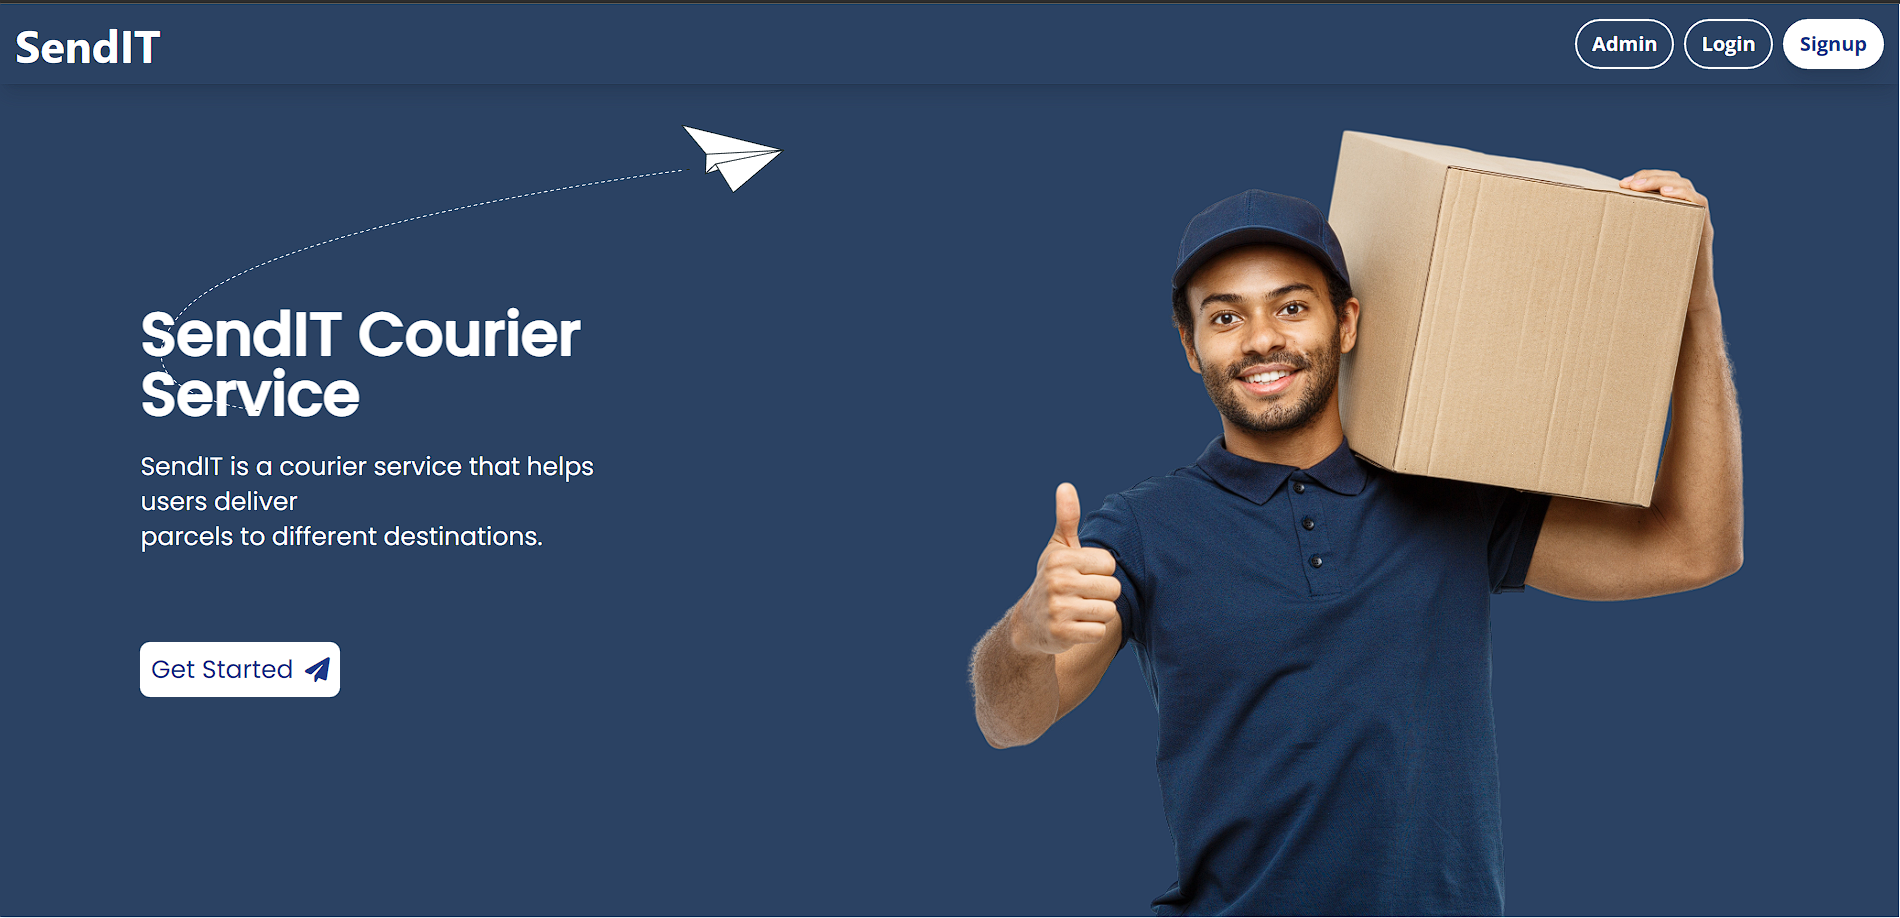 SendIT
Admin
Login
Signup
SendIT Courier
Service
SendIT is a courier service that helps
users deliver
parcels to different destinations.
Get Started